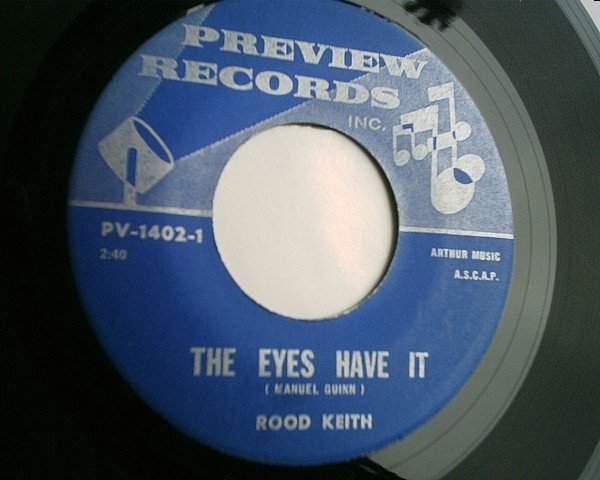 PREVIEW
RECORDS
INC.
PV-1402-1
2:40
ARTHUR MUSIC
A.S.C.A.P.
THE EYES HAVE IT
( MANUEL GUINN )
ROOD KEITH